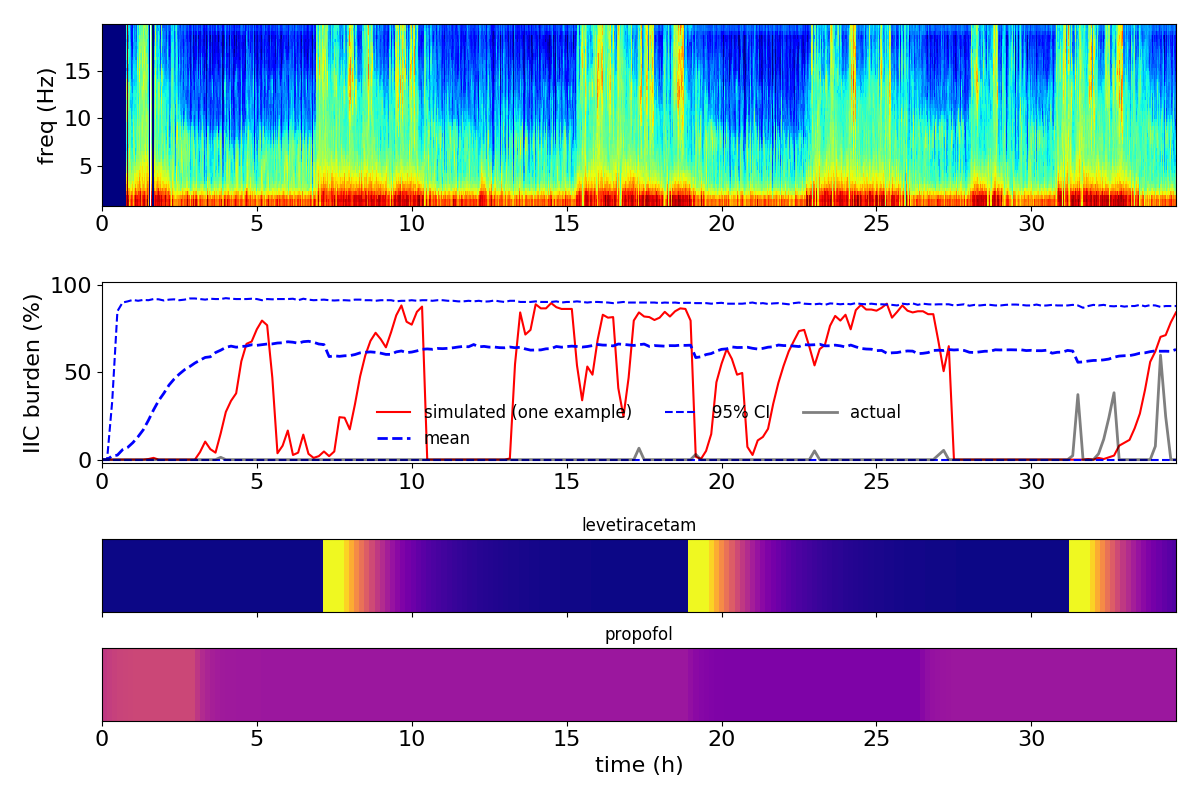 freq (Hz)
15
10
5
0 5 10 15 20 25 30
IIC burden (%)
100
50
0
simulated (one example) 95% CI actual
mean
0 5 10 15 20 25 30
levetiracetam
propofol
0 5 10 15 20 25 30
time (h)